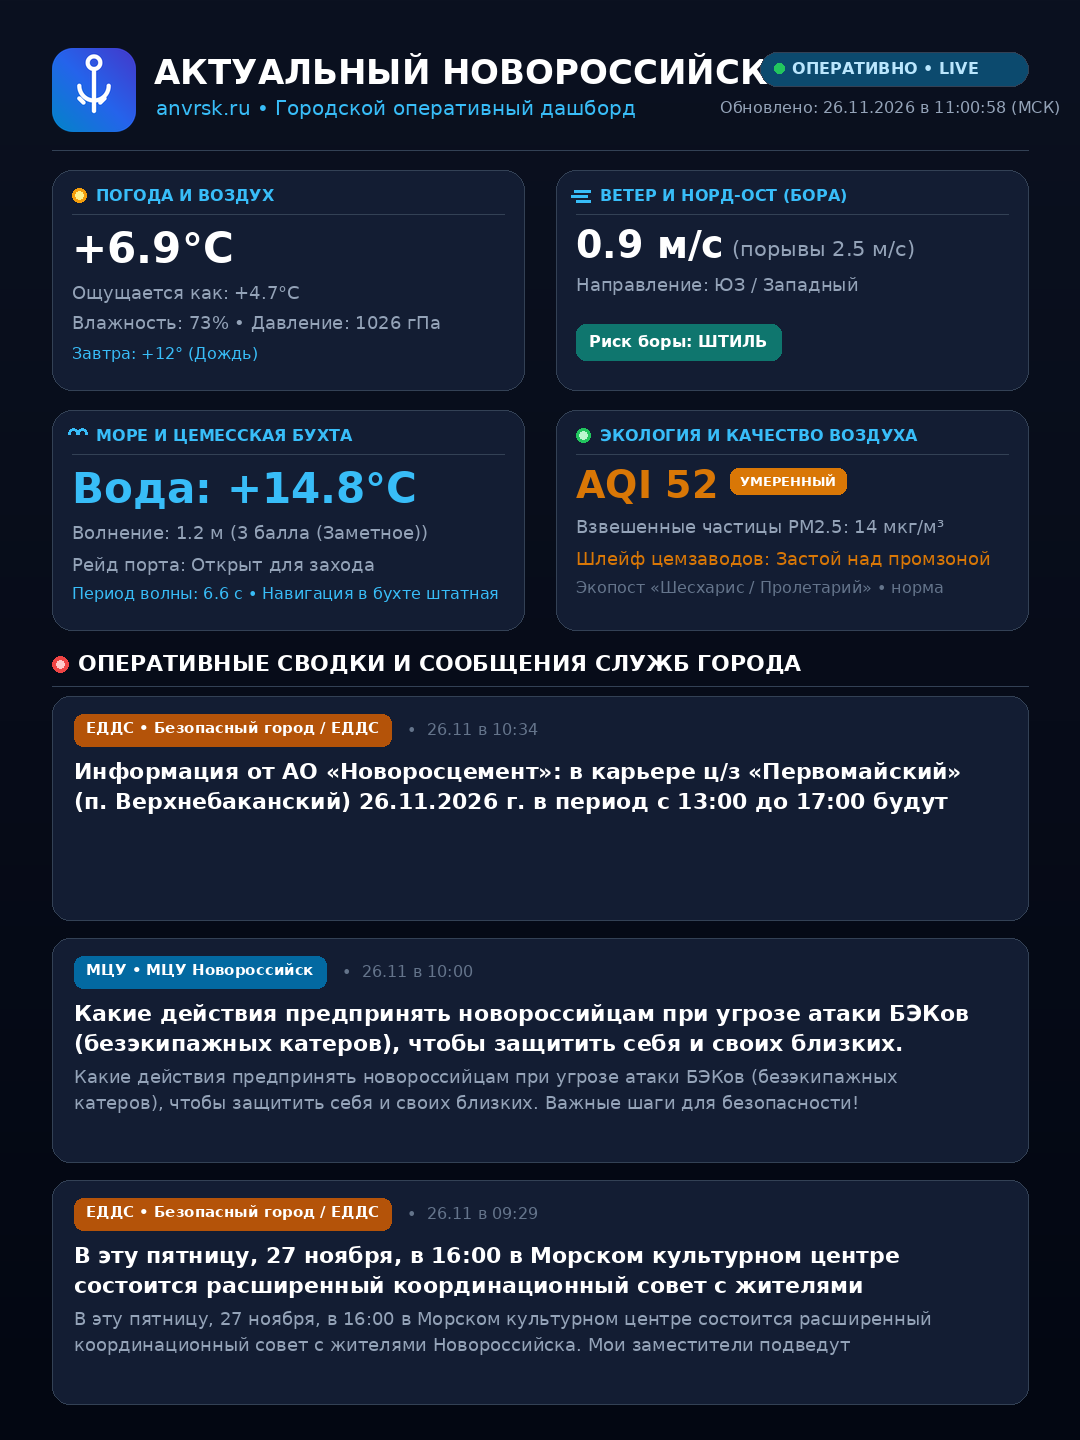 АКТУАЛЬНЫЙ НОВОРОССИЙСК
ОПЕРАТИВНО • LIVE
anvrsk.ru • Городской оперативный дашборд
Обновлено: 26.11.2026 в 11:00:58 (МСК)
ПОГОДА И ВОЗДУХ
+6.9°C
Ощущается как: +4.7°C
Влажность: 73% • Давление: 1026 гПа
Завтра: +12° (Дождь)
ВЕТЕР И НОРД-ОСТ (БОРА)
0.9 м/с (порывы 2.5 м/с)
Направление: ЮЗ / Западный
Риск боры: ШТИЛЬ
МОРЕ И ЦЕМЕССКАЯ БУХТА
Вода: +14.8°C
Волнение: 1.2 м (3 балла (Заметное))
Рейд порта: Открыт для захода
Период волны: 6.6 с • Навигация в бухте штатная
ЭКОЛОГИЯ И КАЧЕСТВО ВОЗДУХА
AQI 52 УМЕРЕННЫЙ
Взвешенные частицы PM2.5: 14 мкг/м³
Шлейф цемзаводов: Застой над промзоной
Экопост «Шесхарис / Пролетарий» • норма
ОПЕРАТИВНЫЕ СВОДКИ И СООБЩЕНИЯ СЛУЖБ ГОРОДА
ЕДДС • Безопасный город / ЕДДС • 26.11 в 10:34
Информация от АО «Новоросцемент»: в карьере ц/з «Первомайский»
(п. Верхнебаканский) 26.11.2026 г. в период с 13:00 до 17:00 будут
МЦУ • МЦУ Новороссийск • 26.11 в 10:00
Какие действия предпринять новороссийцам при угрозе атаки БЭКов
(безэкипажных катеров), чтобы защитить себя и своих близких.
Какие действия предпринять новороссийцам при угрозе атаки БЭКов (безэкипажных
катеров), чтобы защитить себя и своих близких. Важные шаги для безопасности!
ЕДДС • Безопасный город / ЕДДС • 26.11 в 09:29
В эту пятницу, 27 ноября, в 16:00 в Морском культурном центре
состоится расширенный координационный совет с жителями
В эту пятницу, 27 ноября, в 16:00 в Морском культурном центре состоится расширенный
координационный совет с жителями Новороссийска. Мои заместители подведут